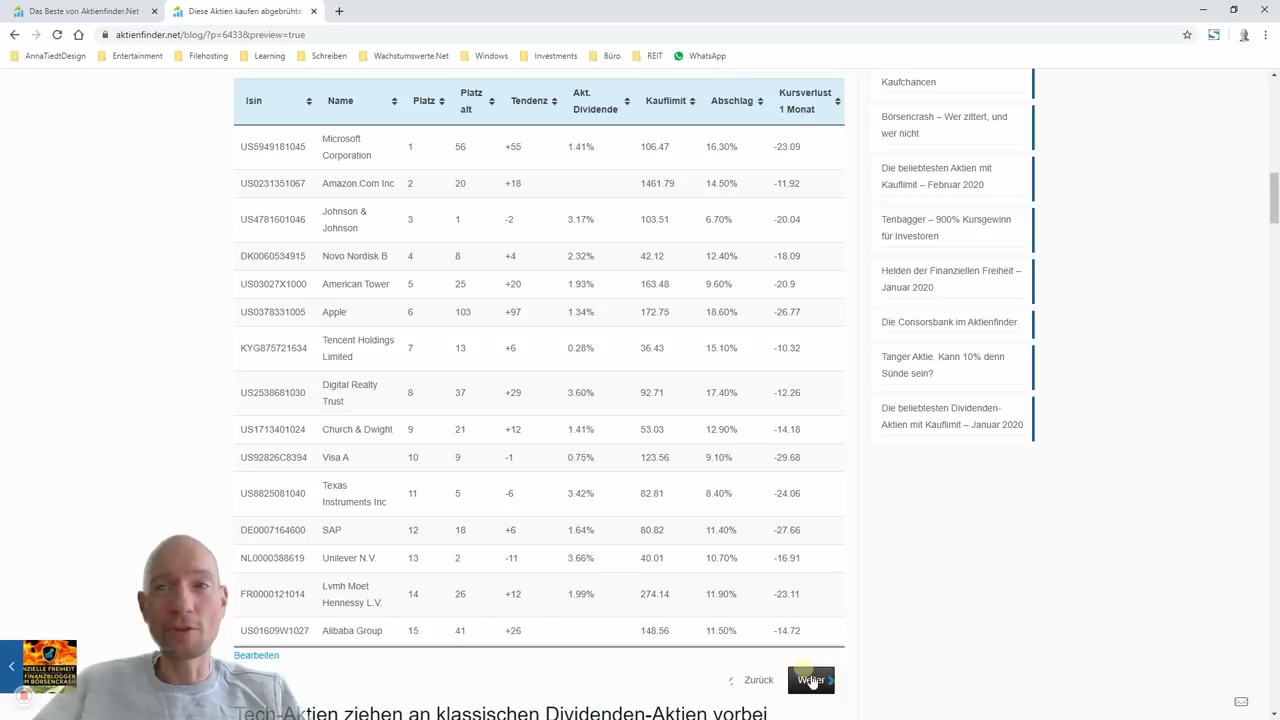 Das Beste von Aktienfinder.Net -
Diese Aktien kaufen abgebrühte
aktienfinder.net/blog/?p=6433&preview=true
AnnaTiedtDesign
Entertainment
Filehosting
Learning
Schreiben
Wachstumswerte.Net
Windows
Investments
Büro
REIT
WhatsApp
Isin Name Platz Platz alt Tendenz Akt. Dividende Kauflimit Abschlag Kursverlust 1 Monat
US5949181045 Microsoft Corporation 1 56 +55 1.41% 106.47 16.30% -23.09
US0231351067 Amazon.Com Inc 2 20 +18 1461.79 14.50% -11.92
US4781601046 Johnson & Johnson 3 1 -2 3.17% 103.51 6.70% -20.04
DK0060534915 Novo Nordisk B 4 8 +4 2.32% 42.12 12.40% -18.09
US03027X1000 American Tower 5 25 +20 1.93% 163.48 9.60% -20.9
US0378331005 Apple 6 103 +97 1.34% 172.75 18.60% -26.77
KYG875721634 Tencent Holdings Limited 7 13 +6 0.28% 36.43 15.10% -10.32
US2538681030 Digital Realty Trust 8 37 +29 3.60% 92.71 17.40% -12.26
US1713401024 Church & Dwight 9 21 +12 1.41% 53.03 12.90% -14.18
US92826C8394 Visa A 10 9 -1 0.75% 123.56 9.10% -29.68
US8825081040 Texas Instruments Inc 11 5 -6 3.42% 82.81 8.40% -24.06
DE0007164600 SAP 12 18 +6 1.64% 80.82 11.40% -27.66
NL0000388619 Unilever N.V. 13 2 -11 3.66% 40.01 10.70% -16.91
FR0000121014 Lvmh Moet Hennessy L.V. 14 26 +12 1.99% 274.14 11.90% -23.11
US01609W1027 Alibaba Group 15 41 +26 148.56 11.50% -14.72
Bearbeiten
Zurück
Weiter
Tech-Aktien ziehen an klassischen Dividenden-Aktien vorbei
Kaufchancen
Börsencrash – Wer zittert, und
wer nicht
Die beliebtesten Aktien mit
Kauflimit – Februar 2020
Tenbagger – 900% Kursgewinn
für Investoren
Helden der Finanziellen Freiheit –
Januar 2020
Die Consorsbank im Aktienfinder
Tanger Aktie. Kann 10% denn
Sünde sein?
Die beliebtesten Dividenden-
Aktien mit Kauflimit – Januar 2020
NZIELLE FREIHEIT
FINANZBLOGGER
M BÖRSENCRASH